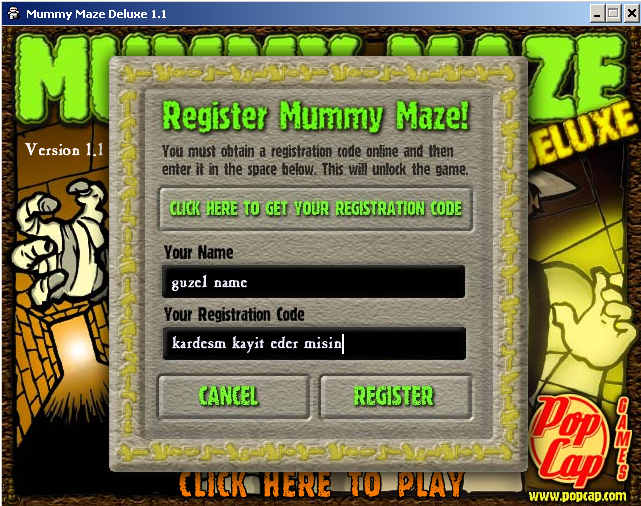 Mummy Maze Deluxe 1.1
Version 1.1
DELUXE
Register Mummy Maze!
You must obtain a registration code online and then
enter it in the space below. This will unlock the game.
CLICK HERE TO GET YOUR REGISTRATION CODE
Your Name
guzel name
Your Registration Code
kardesm kayit eder misin
CANCEL
REGISTER
PopCap
GAMES
CLICK HERE TO PLAY
www.popcap.com